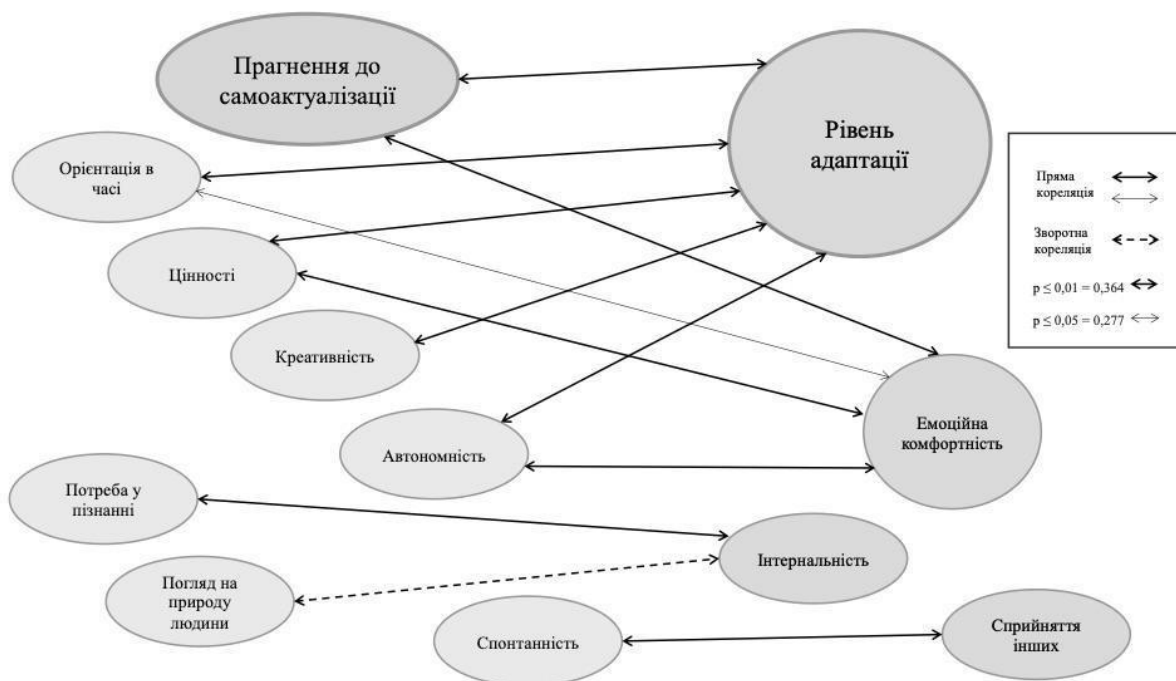 Прагнення до
самоактуалізації
Рівень
адаптації
Орієнтація в
часі
Цінності
Креативність
Автономність
Потреба у
пізнанні
Погляд на
природу
людини
Спонтанність
Емоційна
комфортність
Інтернальність
Сприйняття
інших
Пряма
кореляція
Зворотна
кореляція
p ≤ 0,01 = 0,364
p ≤ 0,05 = 0,277